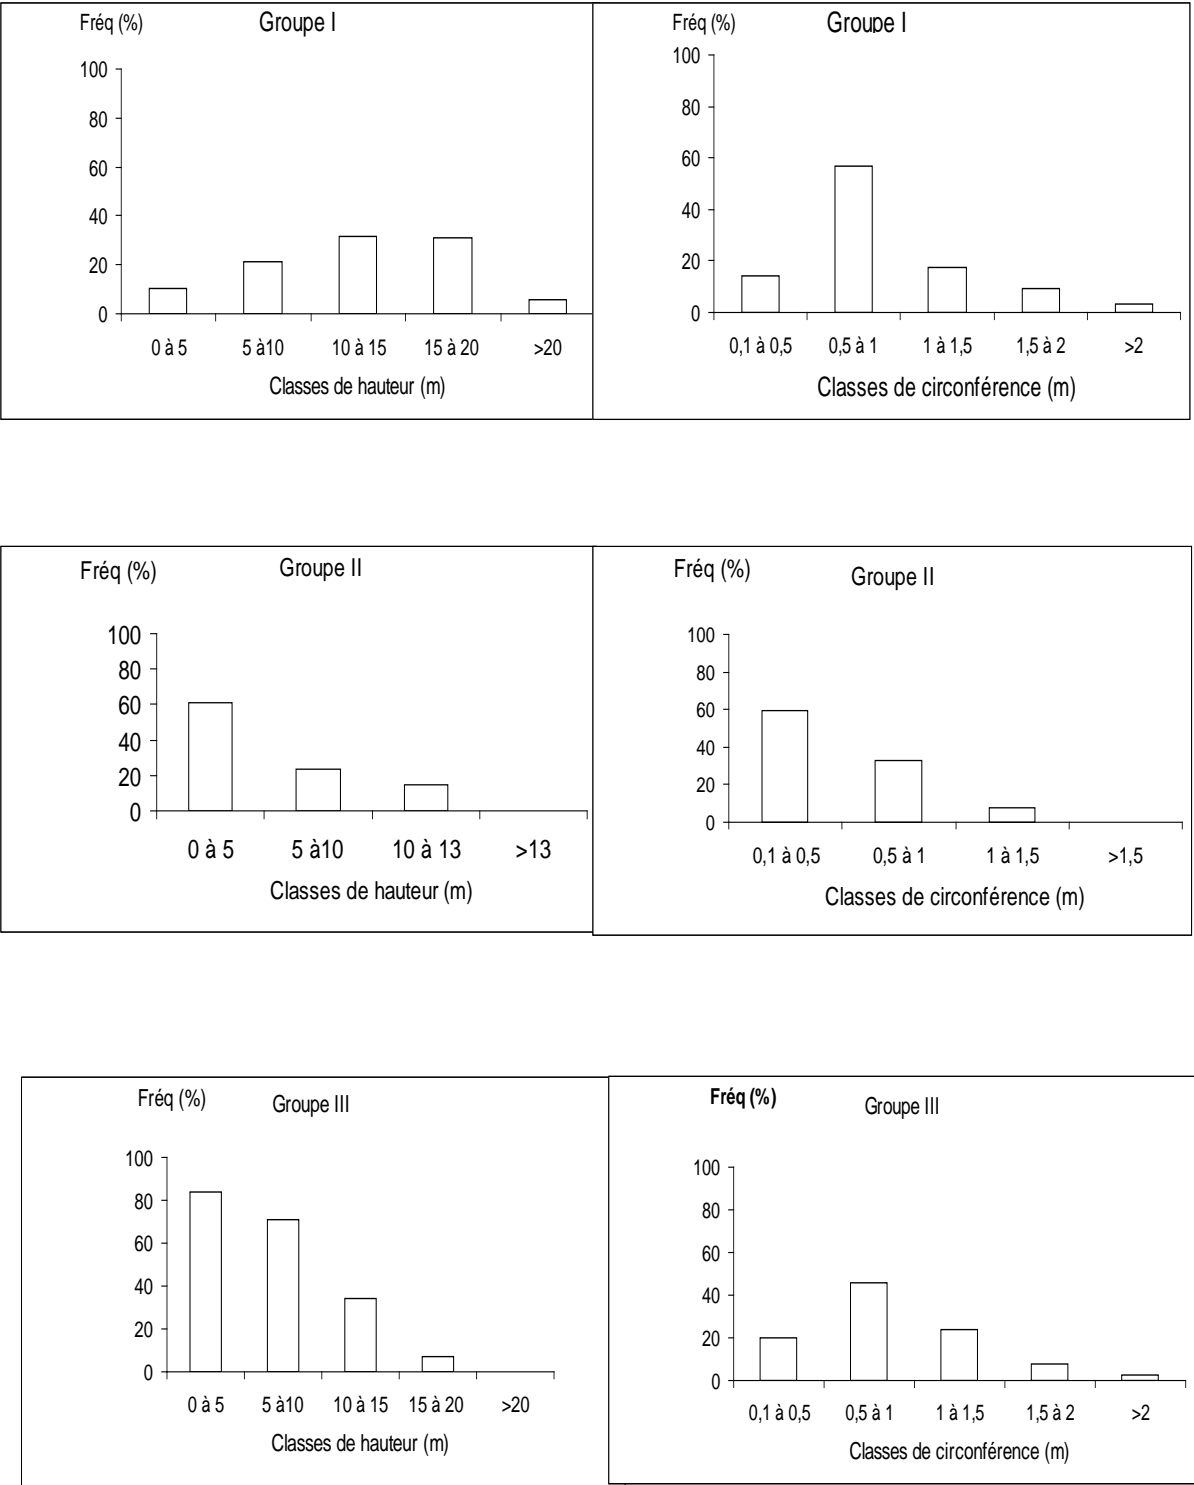 Fréq (%)
Groupe I
100
80
60
40
20
0
0 à 5 5 à10 10 à 15 15 à 20 >20
Classes de hauteur (m)
Fréq (%)
Groupe I
100
80
60
40
20
0
0,1 à 0,5 0,5 à 1 1 à 1,5 1,5 à 2 >2
Classes de circonférence (m)
Fréq (%)
Groupe II
100
80
60
40
20
0
0 à 5 5 à10 10 à 13 >13
Classes de hauteur (m)
Fréq (%)
Groupe II
100
80
60
40
20
0
0,1 à 0,5 0,5 à 1 1 à 1,5 >1,5
Classes de circonférence (m)
Fréq (%)
Groupe III
100
80
60
40
20
0
0 à 5 5 à10 10 à 15 15 à 20 >20
Classes de hauteur (m)
Fréq (%)
Groupe III
100
80
60
40
20
0
0,1 à 0,5 0,5 à 1 1 à 1,5 1,5 à 2 >2
Classes de circonférence (m)